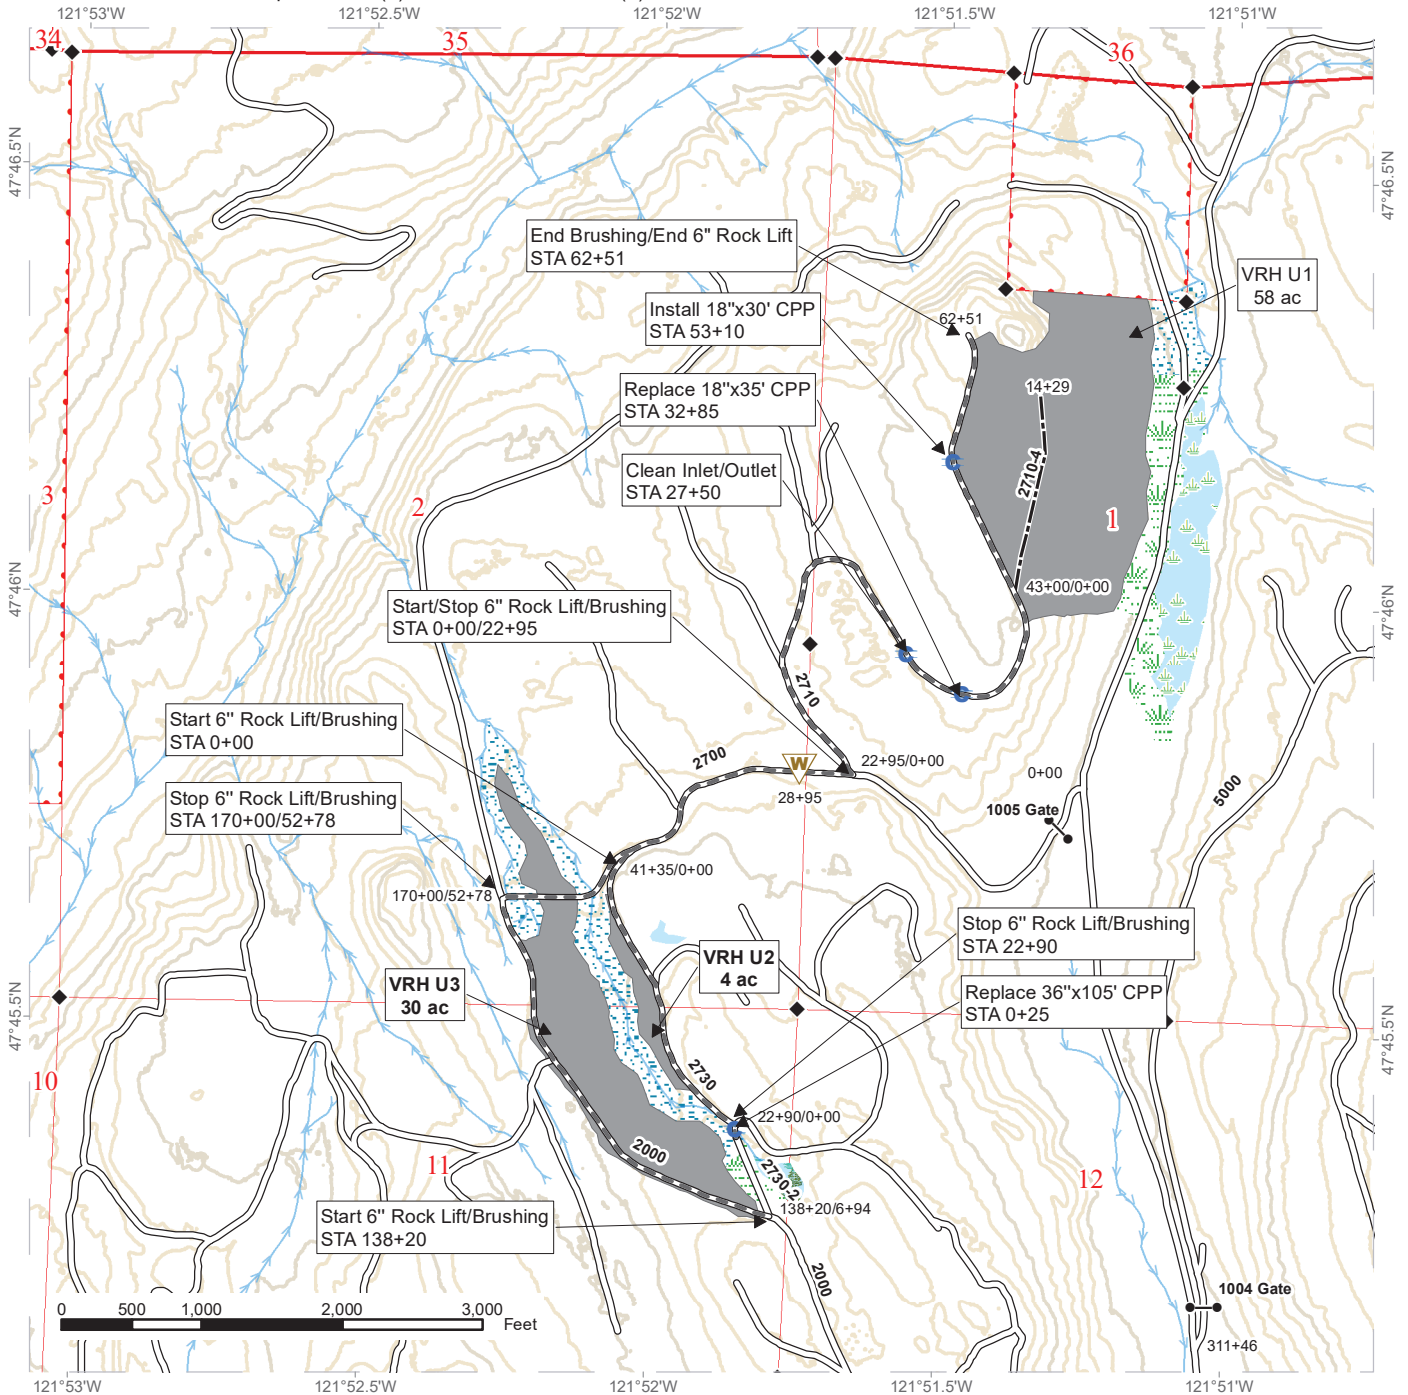 121°53'W
121°52.5'W
121°52'W
121°51.5'W
121°51'W
34
35
36
47°46.5'N
47°46.5'N
End Brushing/End 6" Rock Lift
STA 62+51
VRH U1
58 ac
Install 18"x30' CPP
STA 53+10
62+51
Replace 18"x35' CPP
STA 32+85
14+29
Clean Inlet/Outlet
STA 27+50
2710-4
3
2
1
47°46'N
47°46'N
43+00/0+00
Start/Stop 6" Rock Lift/Brushing
STA 0+00/22+95
2710
Start 6" Rock Lift/Brushing
STA 0+00
2700
W
22+95/0+00
28+95
0+00
5000
1005 Gate
Stop 6" Rock Lift/Brushing
STA 170+00/52+78
41+35/0+00
170+00/52+78
Stop 6" Rock Lift/Brushing
STA 22+90
VRH U2
4 ac
VRH U3
30 ac
Replace 36"x105' CPP
STA 0+25
47°45.5'N
47°45.5'N
10
2730
22+90/0+00
2000
11
2730-2
12
138+20/6+94
Start 6" Rock Lift/Brushing
STA 138+20
2000
1004 Gate
0
500
1,000
2,000
3,000
Feet
311+46
121°53'W
121°52.5'W
121°52'W
121°51.5'W
121°51'W